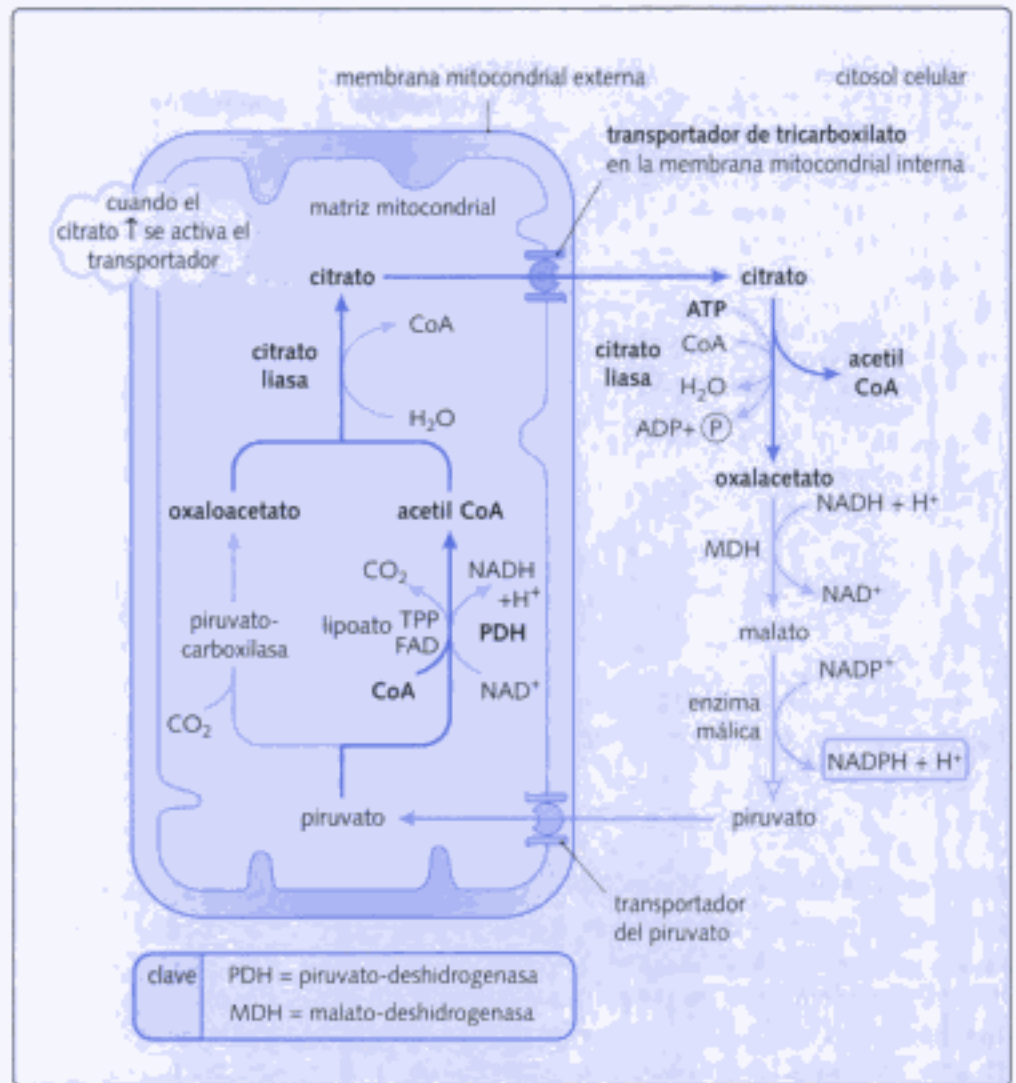 membrana mitocondrial externa
citosol celular
transportador de tricarboxilato
en la membrana mitocondrial interna
cuando el
citrato ↑ se activa el
transportador
matriz mitocondrial
citrato
CoA
citrato
liasa
H₂O
oxaloacetato
acetil CoA
CO₂
NADH
+H⁺
lipoato
TPP
FAD
PDH
CoA
NAD⁺
piruvato-
carboxilasa
CO₂
piruvato
citrato
ATP
CoA
citrato
liasa
H₂O
ADP+ P
acetil
CoA
oxalacetato
NADH + H⁺
MDH
NAD⁺
malato
NADP⁺
enzima
málica
NADPH + H⁺
piruvato
transportador
del piruvato
clave
PDH = piruvato-deshidrogenasa
MDH = malato-deshidrogenasa